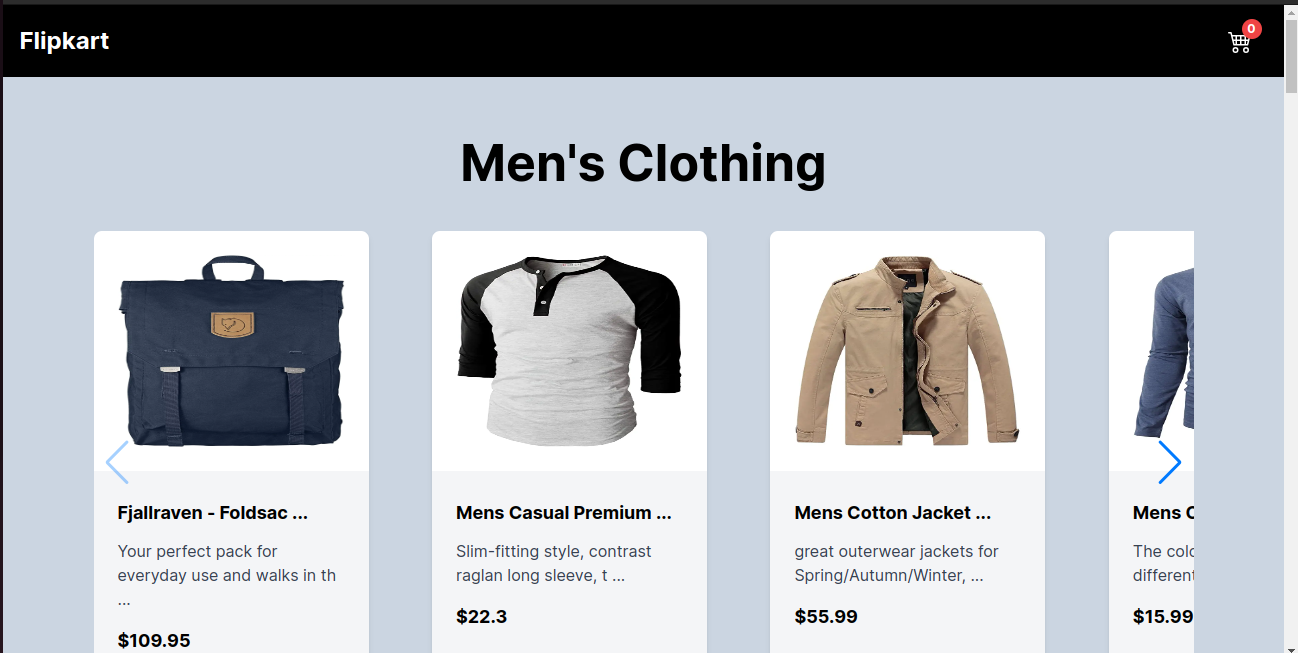 Flipkart
0
Men's Clothing
Fjallraven - Foldsac ...
Your perfect pack for
everyday use and walks in th
...
$109.95
Mens Casual Premium ...
Slim-fitting style, contrast
raglan long sleeve, t ...
$22.3
Mens Cotton Jacket ...
great outerwear jackets for
Spring/Autumn/Winter, ...
$55.99
Mens C
The colo
different
$15.99